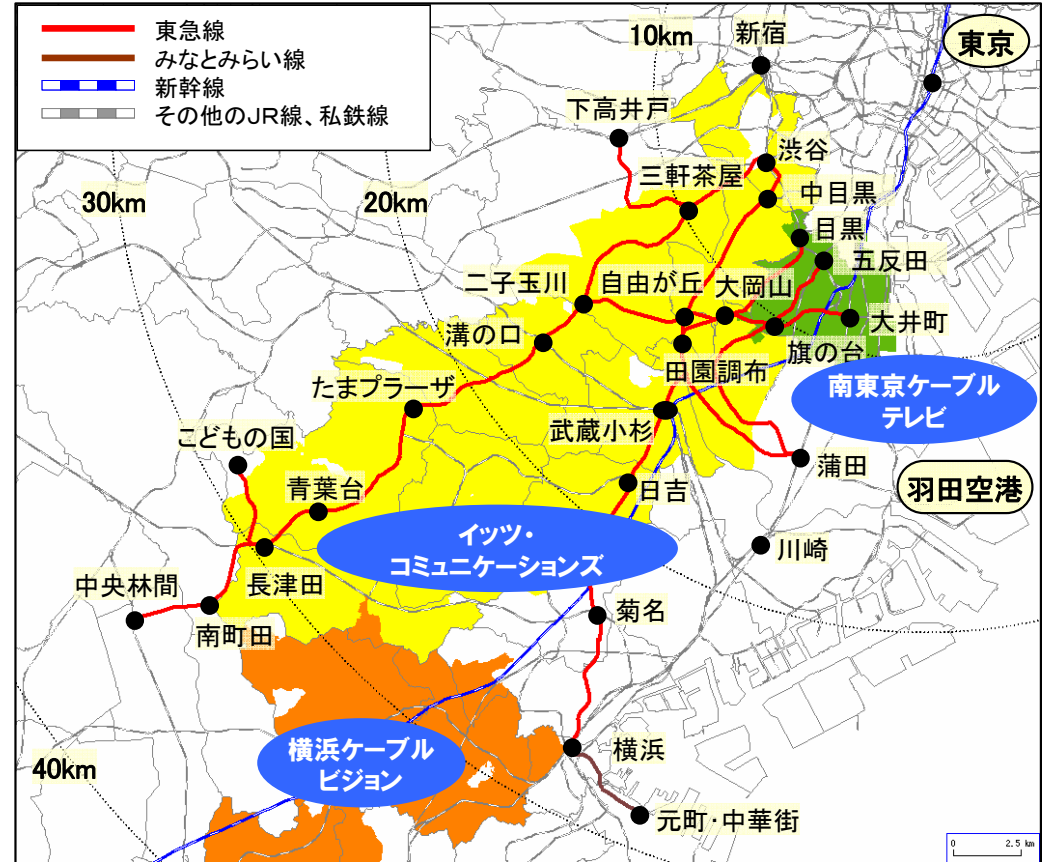 東急線
みなとみらい線
新幹線
その他のJR線、私鉄線
10km
新宿
東京
下高井戸
渋谷
三軒茶屋
中目黒
30km
20km
目黒
五反田
二子玉川
自由が丘
大岡山
大井町
溝の口
旗の台
田園調布
たまプラーザ
南東京ケーブル
テレビ
武蔵小杉
こどもの国
蒲田
青葉台
日吉
羽田空港
イッツ・
コミュニケーションズ
川崎
長津田
中央林間
南町田
菊名
横浜ケーブル
ビジョン
横浜
40km
元町・中華街
0 2.5 km